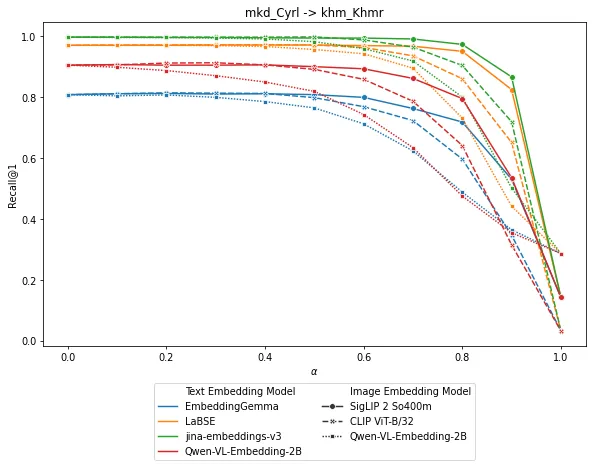 mkd_Cyrl -> khm_Khmr
Recall@1
1.0
0.8
0.6
0.4
0.2
0.0
0.0 0.2 0.4 0.6 0.8 1.0
α
Text Embedding Model
EmbeddingGemma
LaBSE
jina-embeddings-v3
Qwen-VL-Embedding-2B
Image Embedding Model
SigLIP 2 So400m
CLIP ViT-B/32
Qwen-VL-Embedding-2B